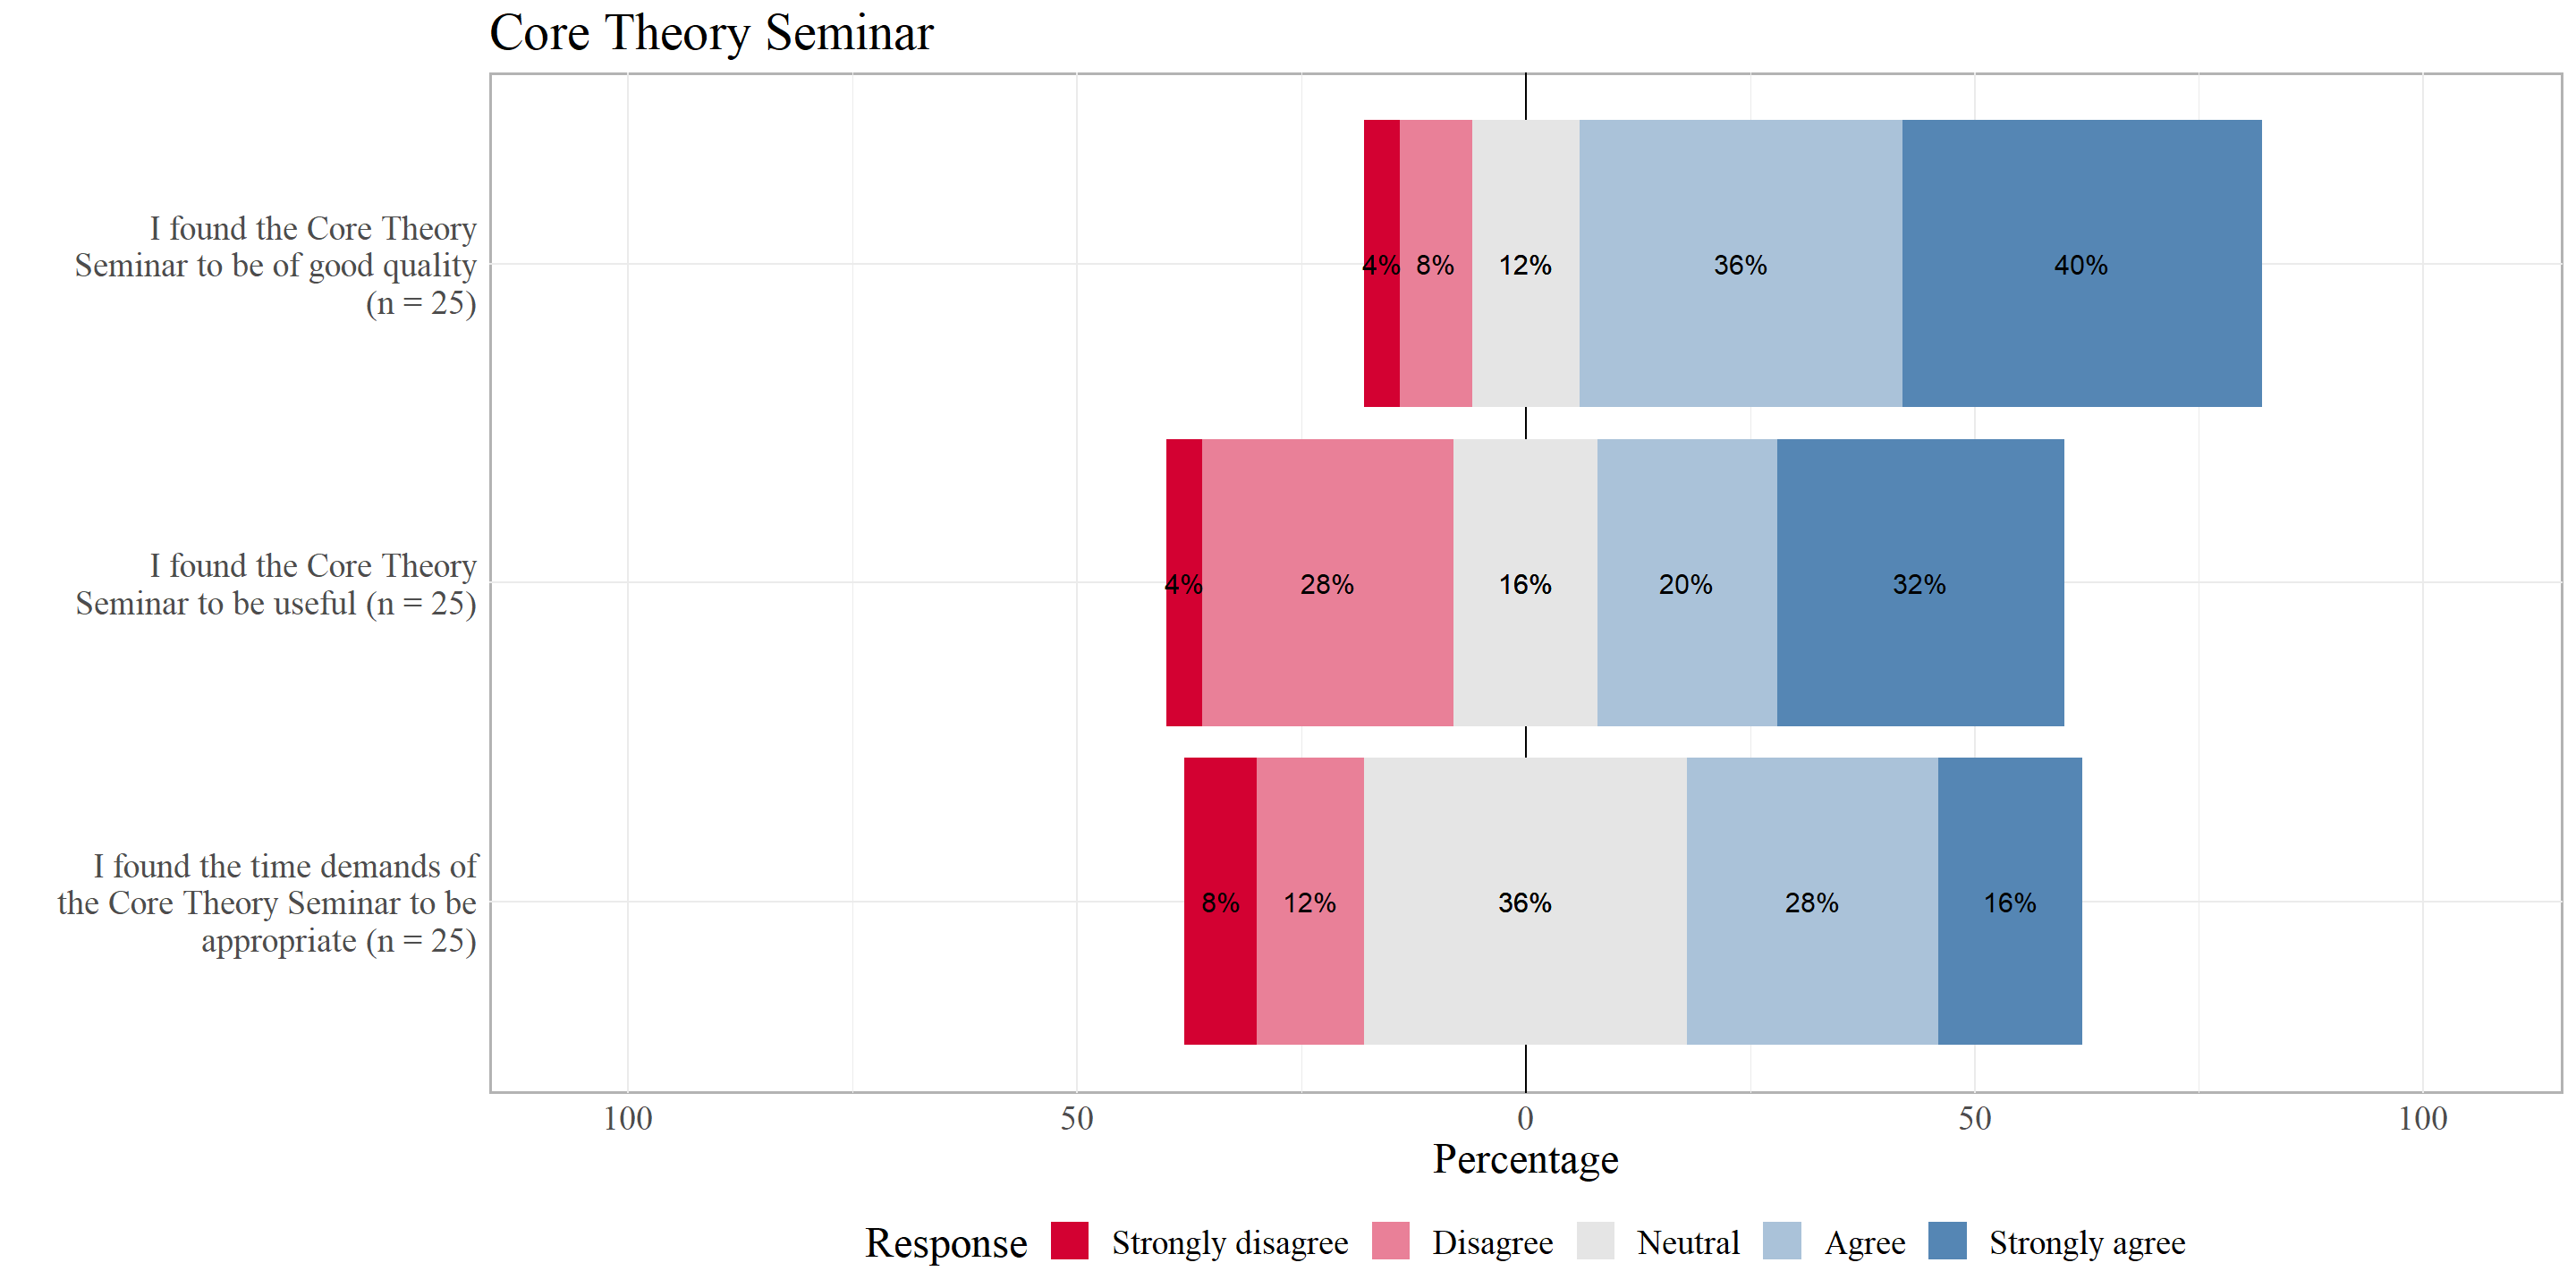 Core Theory Seminar
I found the Core Theory
Seminar to be of good quality
(n = 25)
4% 8% 12% 36% 40%
I found the Core Theory
Seminar to be useful (n = 25)
4% 28% 16% 20% 32%
I found the time demands of
the Core Theory Seminar to be
appropriate (n = 25)
8% 12% 36% 28% 16%
100 50 0 50 100
Percentage
Response Strongly disagree Disagree Neutral Agree Strongly agree